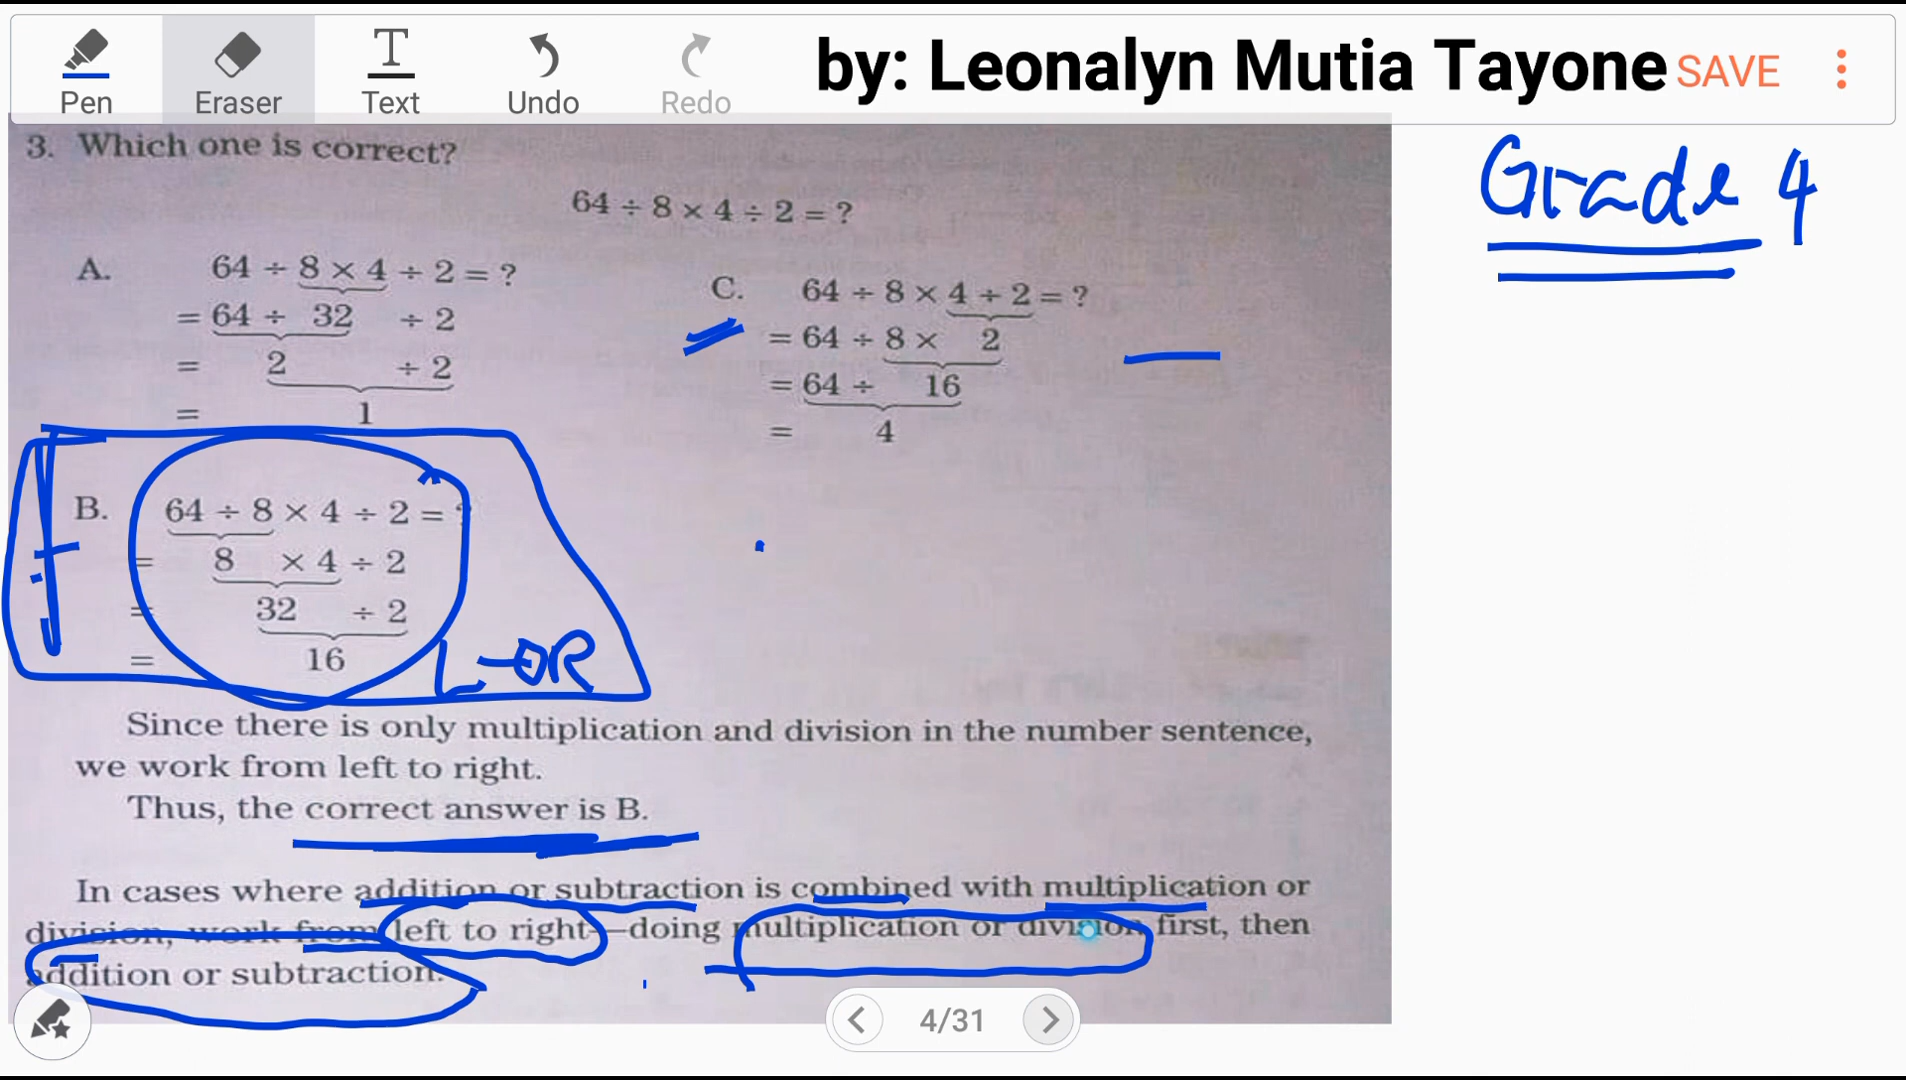 Pen Eraser Text Undo Redo by: Leonalyn Mutia Tayone SAVE
T
Grade 4
3. Which one is correct?
64 ÷ 8 × 4 ÷ 2 = ?
A. 64 ÷ 8 × 4 ÷ 2 = ?
= 64 ÷ 32 ÷ 2
= 2 ÷ 2
= 1
C. 64 ÷ 8 × 4 ÷ 2 = ?
= 64 ÷ 8 × 2
= 64 ÷ 16
= 4
B. 64 ÷ 8 × 4 ÷ 2 = ?
= 8 × 4 ÷ 2
= 32 ÷ 2
= 16
L-OR
Since there is only multiplication and division in the number sentence,
we work from left to right.
Thus, the correct answer is B.
In cases where addition or subtraction is combined with multiplication or
division, work from left to right—doing multiplication or division first, then
addition or subtraction.
4/31